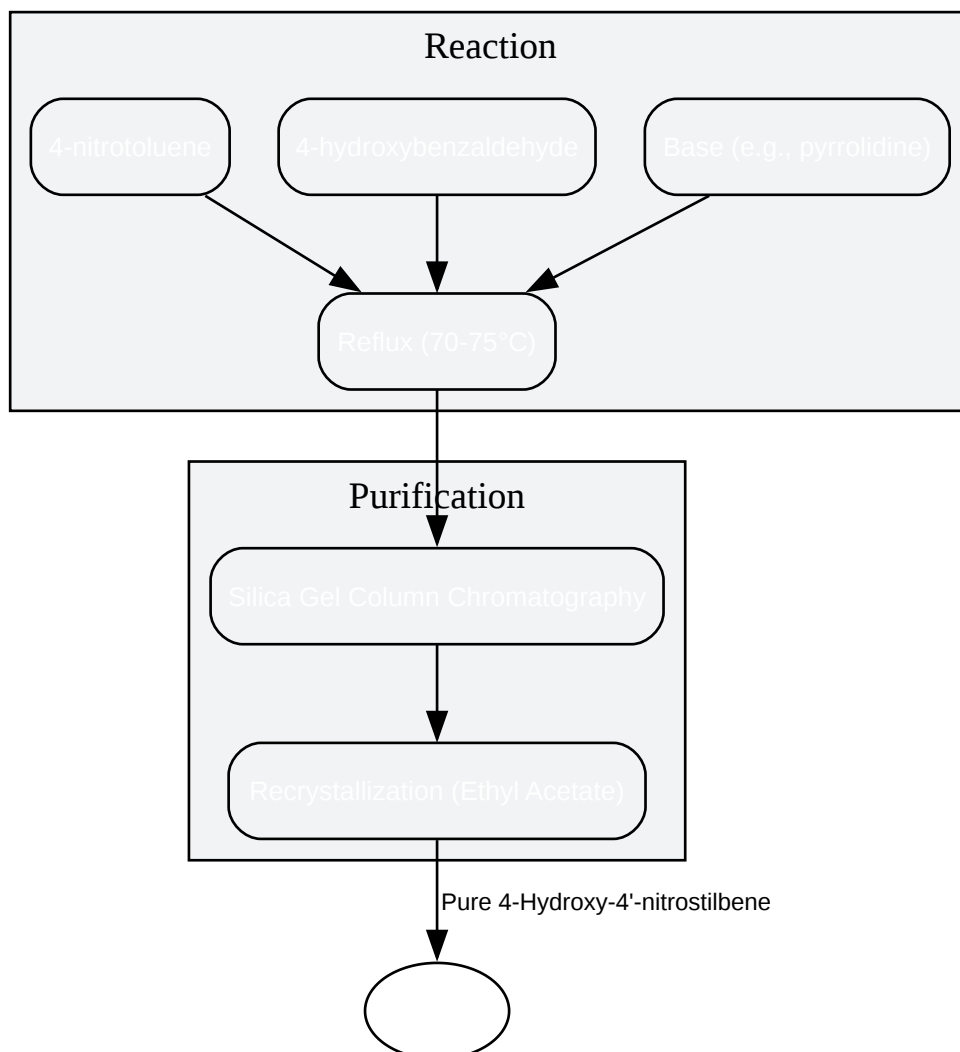 Reaction
4-nitrotoluene
4-hydroxybenzaldehyde
Base (e.g., pyrrolidine)
Reflux (70-75°C)
Purification
Silica Gel Column Chromatography
Recrystallization (Ethyl Acetate)
Pure 4-Hydroxy-4'-nitrostilbene